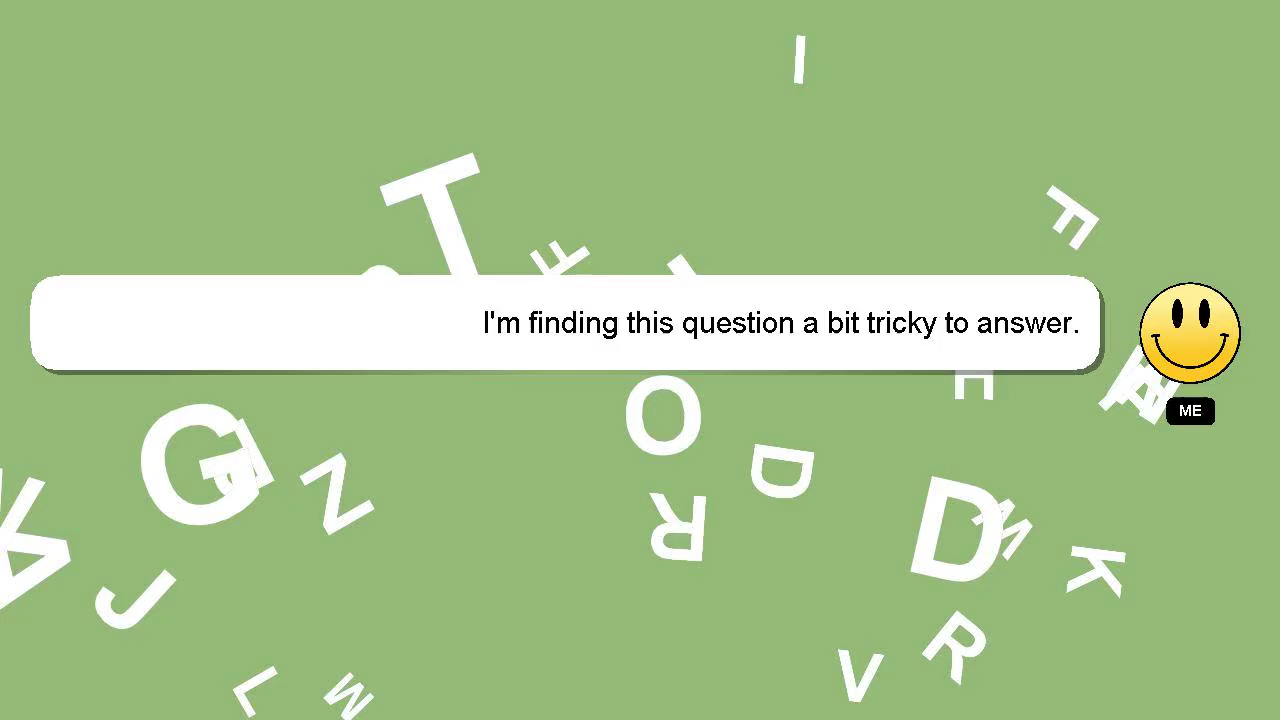 I
T
F
F
I'm finding this question a bit tricky to answer.
H
ME
O
G
N
D
R
D
M
K
J
R
V
L
M